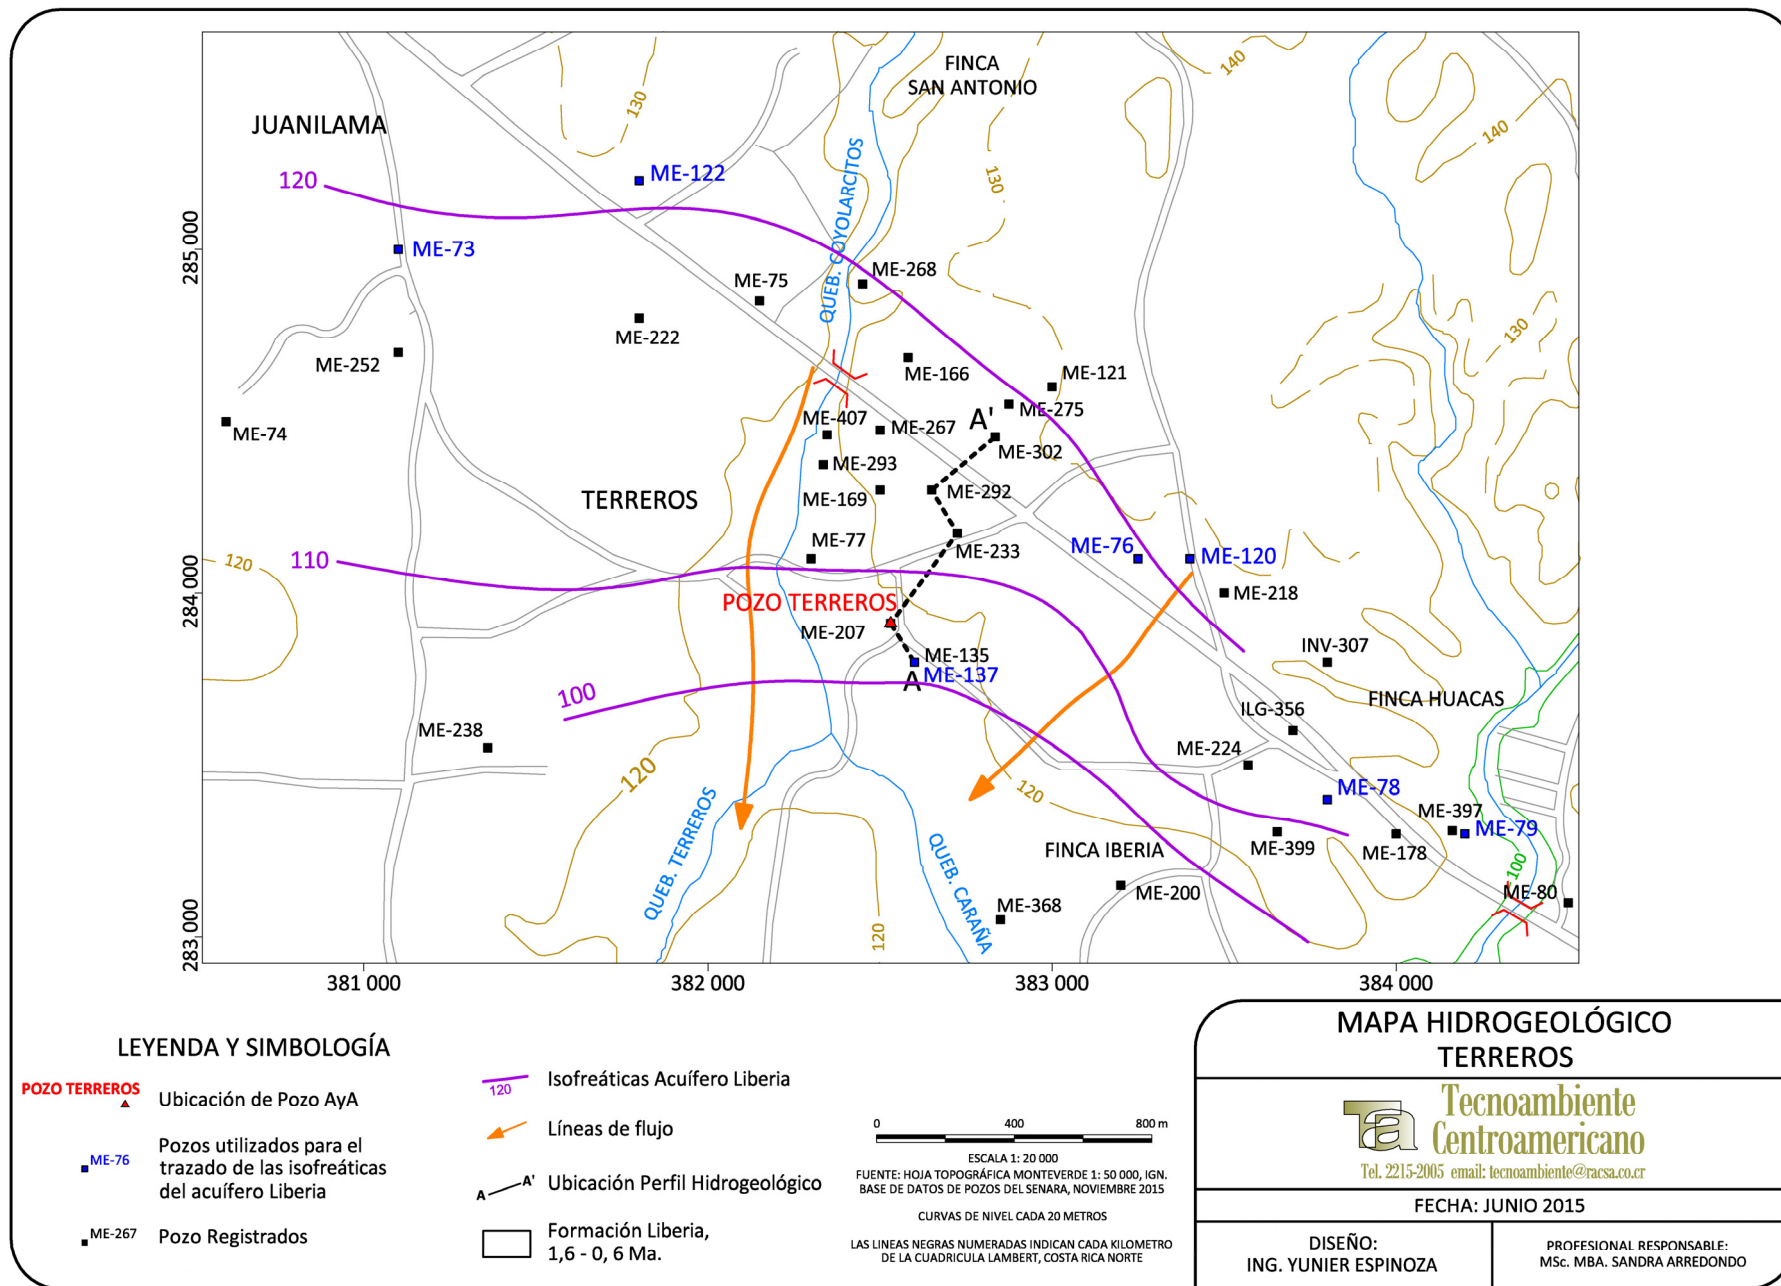 FINCA
SAN ANTONIO
140
130
JUANILAMA
140
120
ME-122
130
QUEB. COYOLARCITOS
285 000
ME-73
ME-75
ME-268
ME-222
130
ME-252
ME-166
ME-121
ME-275
A'
ME-407
ME-267
ME-74
ME-302
ME-293
TERREROS
ME-169
ME-292
ME-77
ME-233
ME-76
ME-120
120
110
284 000
POZO TERREROS
ME-218
ME-207
ME-135
INV-307
ME-137
A
100
FINCA HUACAS
ILG-356
ME-238
ME-224
120
120
ME-78
QUEB. TERREROS
ME-397
ME-79
QUEB. CARAÑA
FINCA IBERIA
ME-399
ME-178
100
ME-200
ME-80
ME-368
120
283 000
381 000
382 000
383 000
384 000
LEYENDA Y SIMBOLOGÍA
POZO TERREROS
Ubicación de Pozo AyA
ME-76
Pozos utilizados para el
trazado de las isofreáticas
del acuífero Liberia
ME-267
Pozo Registrados
120
Isofreáticas Acuífero Liberia
Líneas de flujo
A
A'
Ubicación Perfil Hidrogeológico
Formación Liberia,
1,6 - 0, 6 Ma.
0 400 800 m
ESCALA 1: 20 000
FUENTE: HOJA TOPOGRÁFICA MONTEVERDE 1: 50 000, IGN.
BASE DE DATOS DE POZOS DEL SENARA, NOVIEMBRE 2015
CURVAS DE NIVEL CADA 20 METROS
LAS LINEAS NEGRAS NUMERADAS INDICAN CADA KILOMETRO
DE LA CUADRICULA LAMBERT, COSTA RICA NORTE
MAPA HIDROGEOLÓGICO
TERREROS
Ta
Tecnoambiente
Centroamericano
Tel. 2215-2005 email: tecnoambiente@racsa.co.cr
FECHA: JUNIO 2015
DISEÑO:
ING. YUNIER ESPINOZA
PROFESIONAL RESPONSABLE:
MSc. MBA. SANDRA ARREDONDO